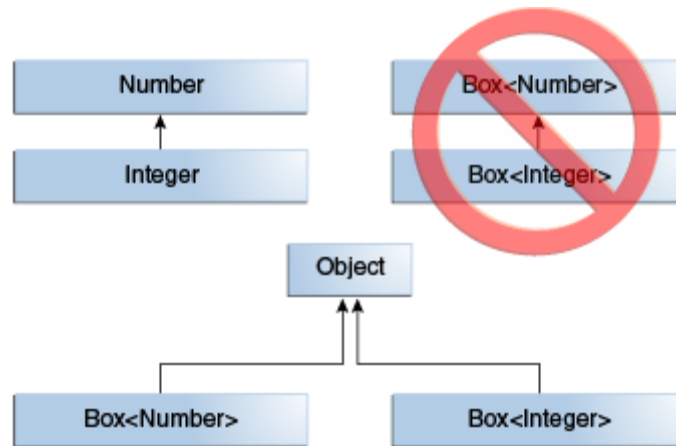 Number
Box<Number>
Integer
Box<Integer>
Object
Box<Number>
Box<Integer>